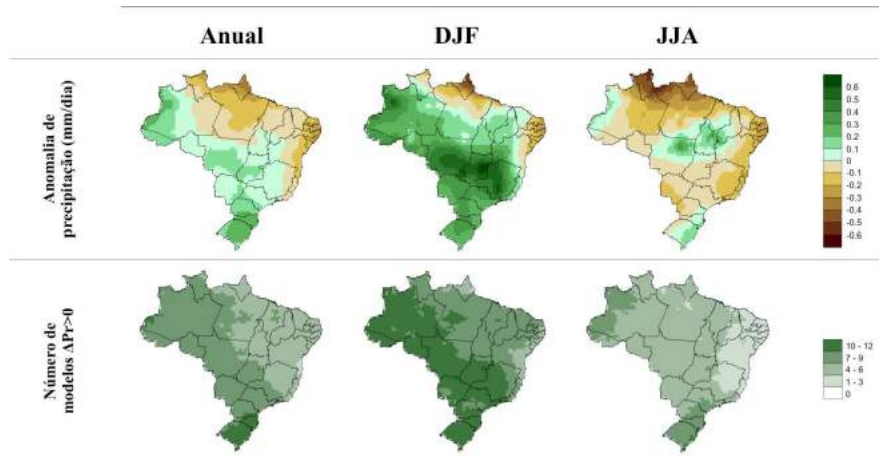 Anual DJF JJA
Anomalia de
precipitação (mm/dia)
0.6
0.5
0.4
0.3
0.2
0.1
0
-0.1
-0.2
-0.3
-0.4
-0.5
-0.6
Número de
modelos ΔPr>0
10 - 12
7 - 9
4 - 6
1 - 3
0